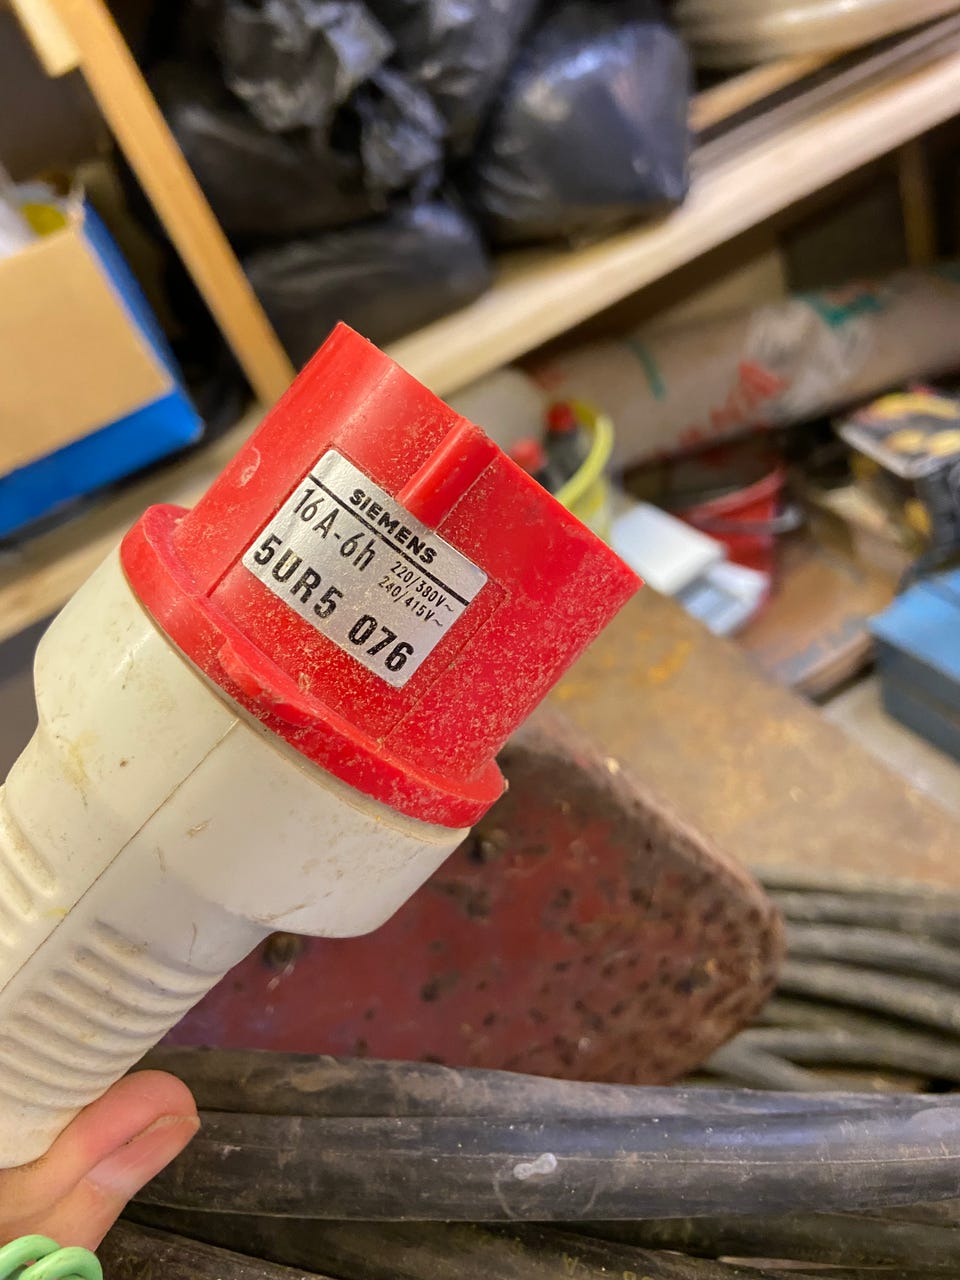 SIEMENS
16A-6h 220/380V~
240/415V~
5UR5 076